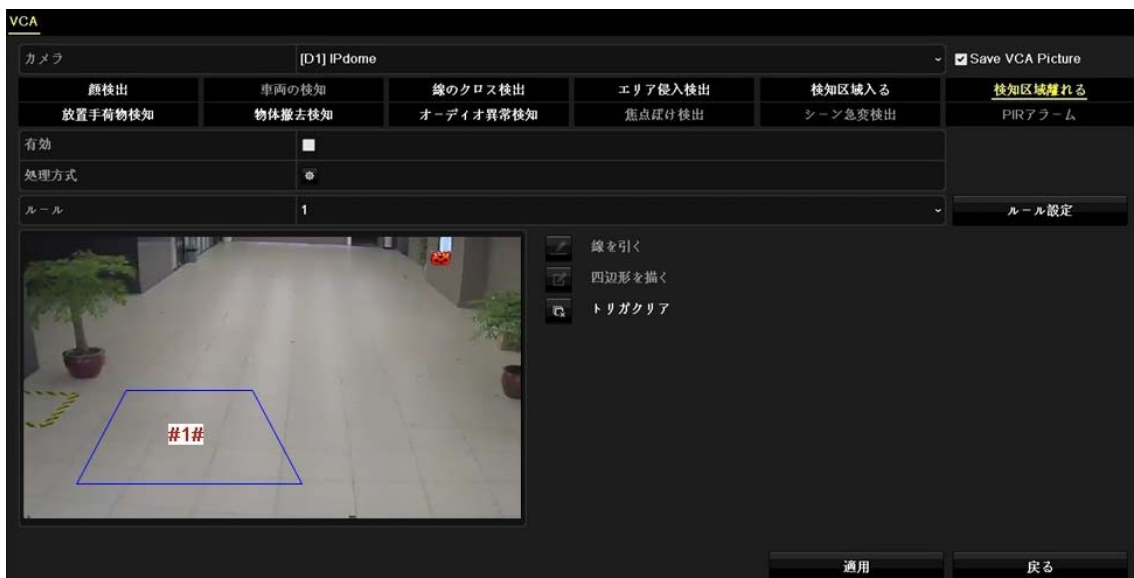 VCA
カメラ [D1] IPdome Save VCA Picture
顔検出 車両の検知 線のクロス検出 エリア侵入検出 検知区域入る 検知区域離れる
放置手荷物検知 物体撤去検知 オーディオ異常検知 焦点ぼけ検出 シーン急変検出 PIRアラーム
有効
処理方式
ルール 1 ルール設定
線を引く
四辺形を描く
トリガクリア
#1#
適用 戻る